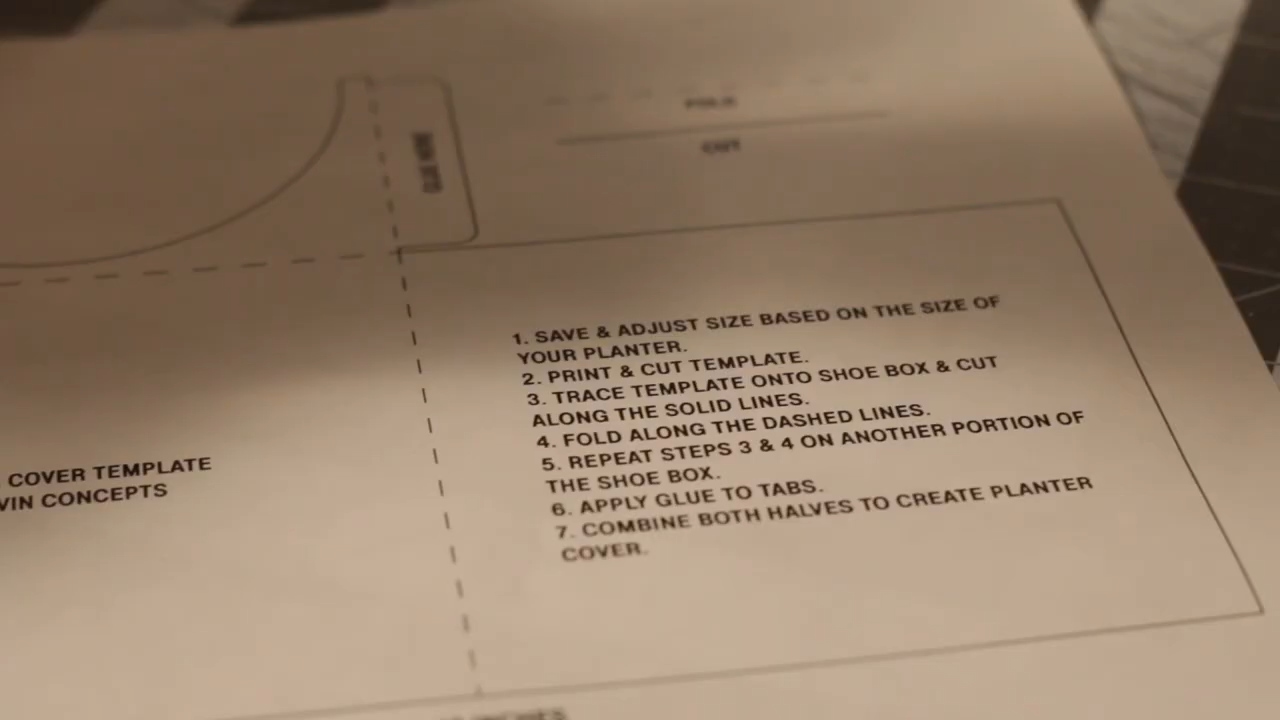 FOLD
CUT
1. SAVE & ADJUST SIZE BASED ON THE SIZE OF
YOUR PLANTER.
2. PRINT & CUT TEMPLATE.
3. TRACE TEMPLATE ONTO SHOE BOX & CUT
ALONG THE SOLID LINES.
4. FOLD ALONG THE DASHED LINES.
5. REPEAT STEPS 3 & 4 ON ANOTHER PORTION OF
THE SHOE BOX.
6. APPLY GLUE TO TABS.
7. COMBINE BOTH HALVES TO CREATE PLANTER
COVER.
COVER TEMPLATE
VIN CONCEPTS